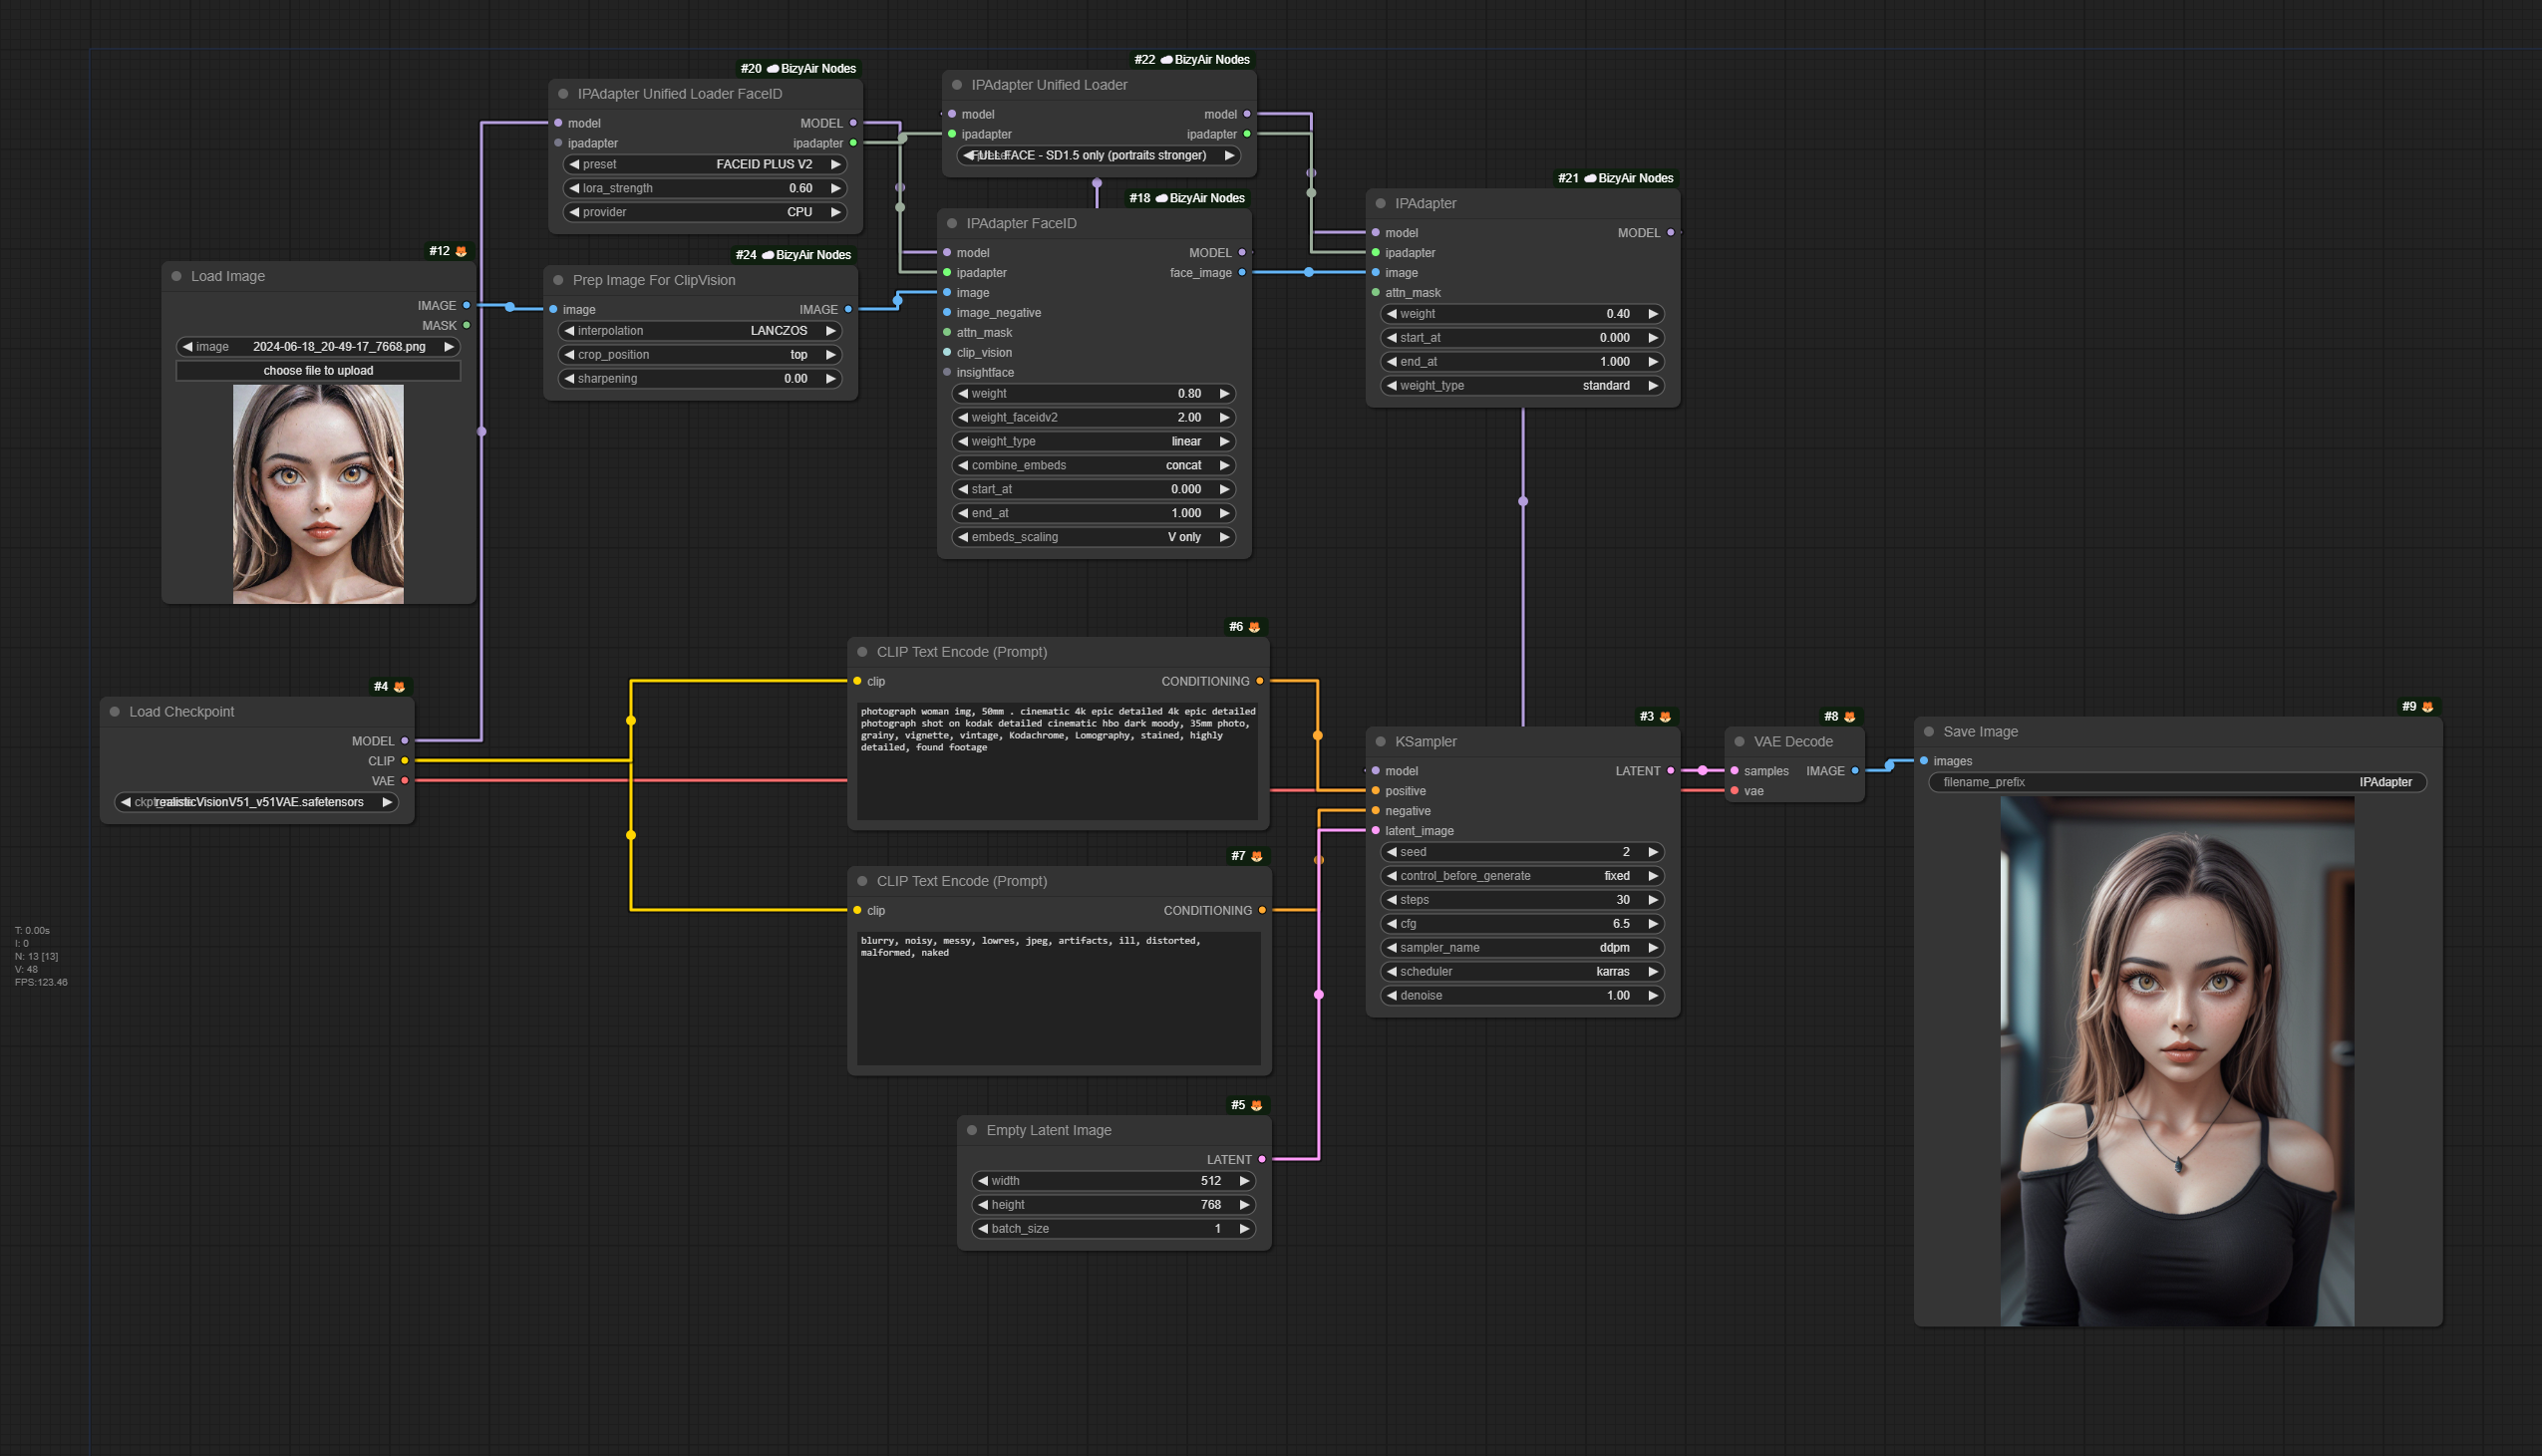 #20 BizyAir Nodes
IPAdapter Unified Loader FaceID
model MODEL
ipadapter ipadapter
preset FACEID PLUS V2
lora_strength 0.60
provider CPU
#22 BizyAir Nodes
IPAdapter Unified Loader
model model
ipadapter ipadapter
FULL FACE - SD1.5 only (portraits stronger)
#12
Load Image
IMAGE
MASK
image 2024-06-18_20-49-17_7668.png
choose file to upload
#24 BizyAir Nodes
Prep Image For ClipVision
image IMAGE
interpolation LANCZOS
crop_position top
sharpening 0.00
#18 BizyAir Nodes
IPAdapter FaceID
model MODEL
ipadapter face_image
image
image_negative
attn_mask
clip_vision
insightface
weight 0.80
weight_faceidv2 2.00
weight_type linear
combine_embeds concat
start_at 0.000
end_at 1.000
embeds_scaling V only
#21 BizyAir Nodes
IPAdapter
model MODEL
ipadapter
image
attn_mask
weight 0.40
start_at 0.000
end_at 1.000
weight_type standard
#4
Load Checkpoint
MODEL
CLIP
VAE
realisticVisionV51_v51VAE.safetensors
#6
CLIP Text Encode (Prompt)
clip CONDITIONING
photograph woman img, 50mm . cinematic 4k epic detailed 4k epic detailed
photograph shot on kodak detailed cinematic hbo dark moody, 35mm photo,
grainy, vignette, vintage, Kodachrome, Lomography, stained, highly
detailed, found footage
#7
CLIP Text Encode (Prompt)
clip CONDITIONING
blurry, noisy, messy, lowres, jpeg, artifacts, ill, distorted,
malformed, naked
#5
Empty Latent Image
LATENT
width 512
height 768
batch_size 1
#3
KSampler
model LATENT
positive
negative
latent_image
seed 2
control_before_generate fixed
steps 30
cfg 6.5
sampler_name ddpm
scheduler karras
denoise 1.00
#8
VAE Decode
samples IMAGE
vae
#9
Save Image
images
filename_prefix IPAdapter
T: 0.00s
I: 0
N: 13 [13]
V: 48
FPS:123.46